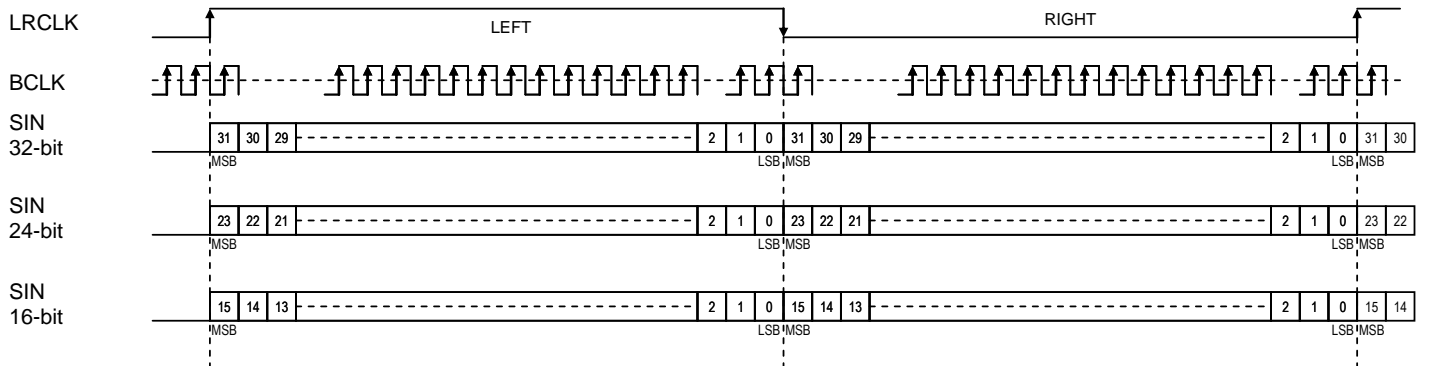 LRCLK
LEFT
RIGHT
BCLK
SIN
32-bit
31 30 29 2 1 0 31 30 29 2 1 0 31 30
MSB LSB MSB LSB MSB
SIN
24-bit
23 22 21 2 1 0 23 22 21 2 1 0 23 22
MSB LSB MSB LSB MSB
SIN
16-bit
15 14 13 2 1 0 15 14 13 2 1 0 15 14
MSB LSB MSB LSB MSB